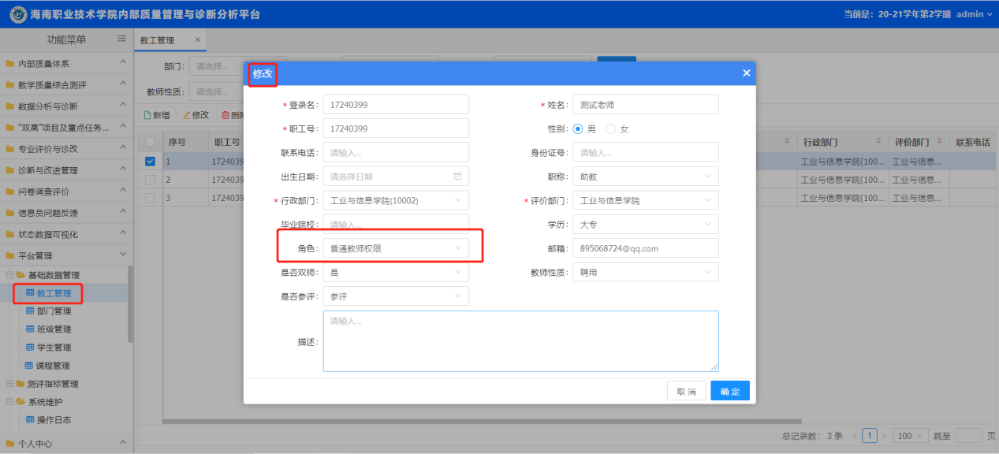 海南职业技术学院内部质量管理与诊断分析平台
当前是：20-21学年第2学期 admin
功能菜单
教工管理 ×
内部质量体系
教学质量综合测评
数据分析与诊断
“双高”项目及重点任务...
专业评价与诊改
诊断与改进管理
问卷调查评价
信息员问题反馈
状态数据可视化
平台管理
基础数据管理
教工管理
部门管理
班级管理
学生管理
课程管理
测评指标管理
系统维护
操作日志
个人中心
部门： 请选择...
教师性质： 请选择...
新增 修改 删除
序号 职工号 行政部门 评价部门 联系电话
1 1724039 工业与信息学院(100... 工业与信息...
2 1724039 工业与信息学院(100... 工业与信息...
3 1724039 工业与信息学院(100... 工业与信息...
修改 ×
* 登录名： 17240399 * 姓名： 测试老师
* 职工号： 17240399 性别： 男 女
联系电话： 请输入... 身份证号： 请输入...
出生日期： 请选择日期 职称： 助教
* 行政部门： 工业与信息学院(10002) * 评价部门： 工业与信息学院
毕业院校： 请输入... 学历： 大专
角色： 普通教师权限 邮箱： 895068724@qq.com
是否双师： 是 教师性质： 聘用
是否参评： 参评
描述： 请输入...
取 消 确 定
总记录数： 3 条 < 1 > 100 跳至 页